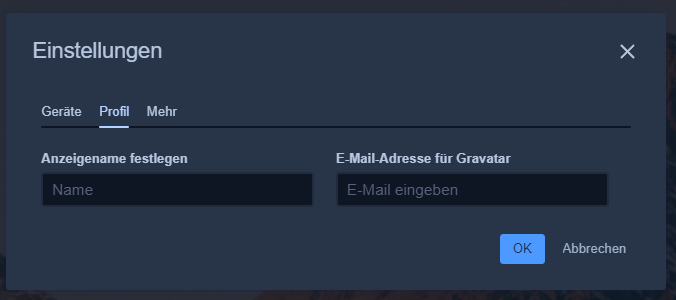 Einstellungen
Geräte Profil Mehr
Anzeigename festlegen E-Mail-Adresse für Gravatar
Name E-Mail eingeben
OK Abbrechen